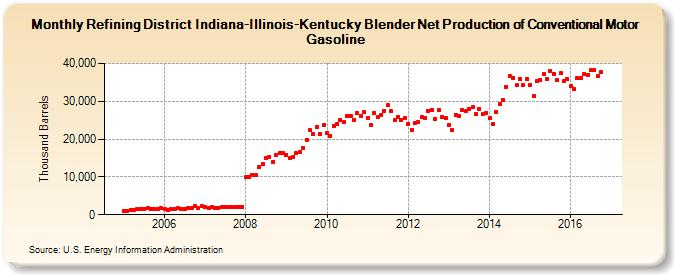 Monthly Refining District Indiana-Illinois-Kentucky Blender Net Production of Conventional Motor
Gasoline
Thousand Barrels
40,000
30,000
20,000
10,000
0
2006 2008 2010 2012 2014 2016
Source: U.S. Energy Information Administration